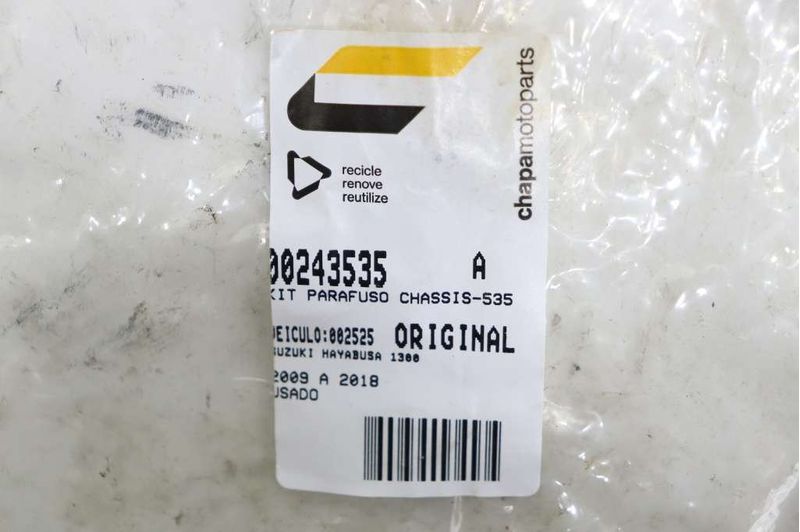 chapamotoparts
recicle
renove
reutilize
00243535 A
KIT PARAFUSO CHASSIS-535
VEICULO:002525 ORIGINAL
SUZUKI HAYABUSA 1300
2009 A 2018
USADO